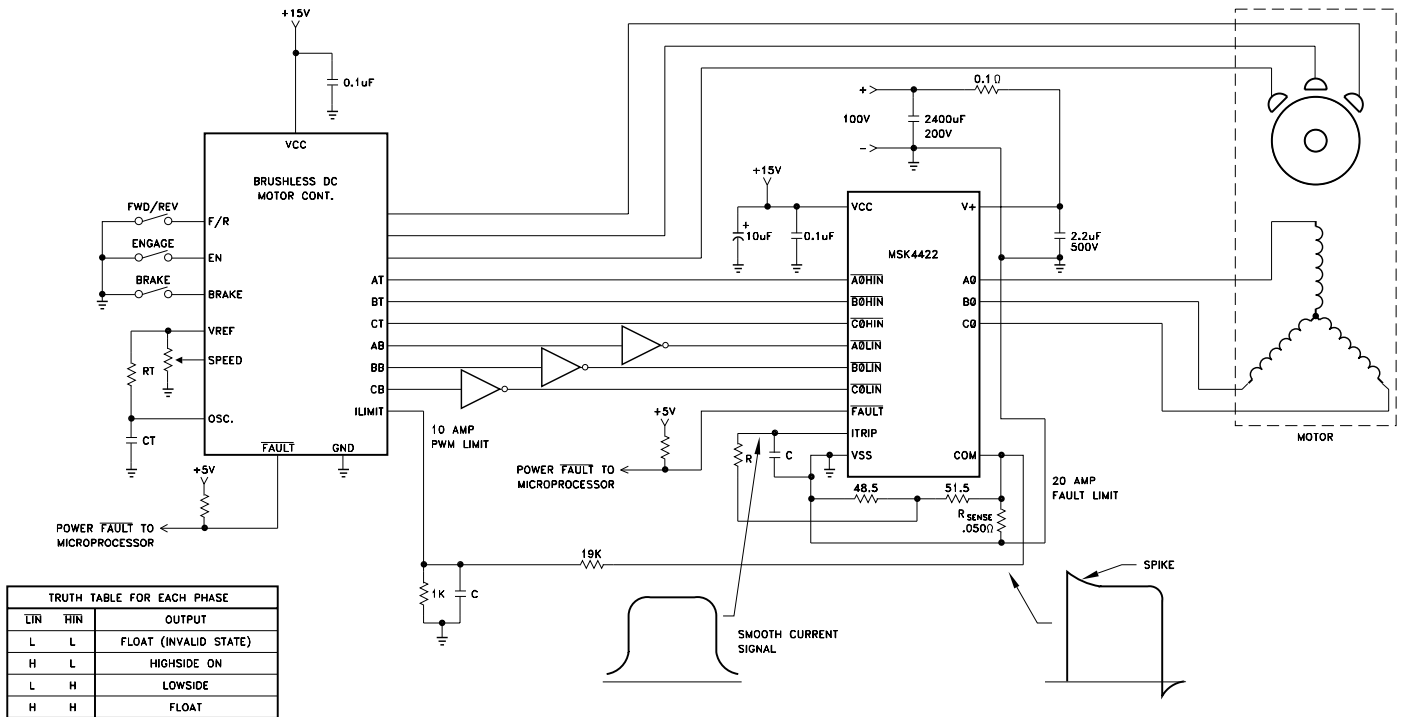 +15V
0.1uF
VCC
BRUSHLESS DC
MOTOR CONT.
FWD/REV
F/R
ENGAGE
EN
BRAKE
BRAKE
VREF
SPEED
RT
OSC.
CT
FAULT
GND
AT
BT
CT
AB
BB
CB
ILIMIT
10 AMP
PWM LIMIT
+5V
POWER FAULT TO
MICROPROCESSOR
+
100V
-
2400uF
200V
0.1Ω
+15V
+
10uF
0.1uF
VCC
V+
MSK4422
2.2uF
500V
AØHIN
BØHIN
CØHIN
AØLIN
BØLIN
CØLIN
FAULT
ITRIP
VSS
AØ
BØ
CØ
COM
+5V
POWER FAULT TO
MICROPROCESSOR
R
C
48.5
51.5
RSENSE
.050Ω
20 AMP
FAULT LIMIT
MOTOR
19K
1K
C
SMOOTH CURRENT
SIGNAL
SPIKE
TRUTH TABLE FOR EACH PHASE
LIN HIN OUTPUT
L L FLOAT (INVALID STATE)
H L HIGHSIDE ON
L H LOWSIDE
H H FLOAT